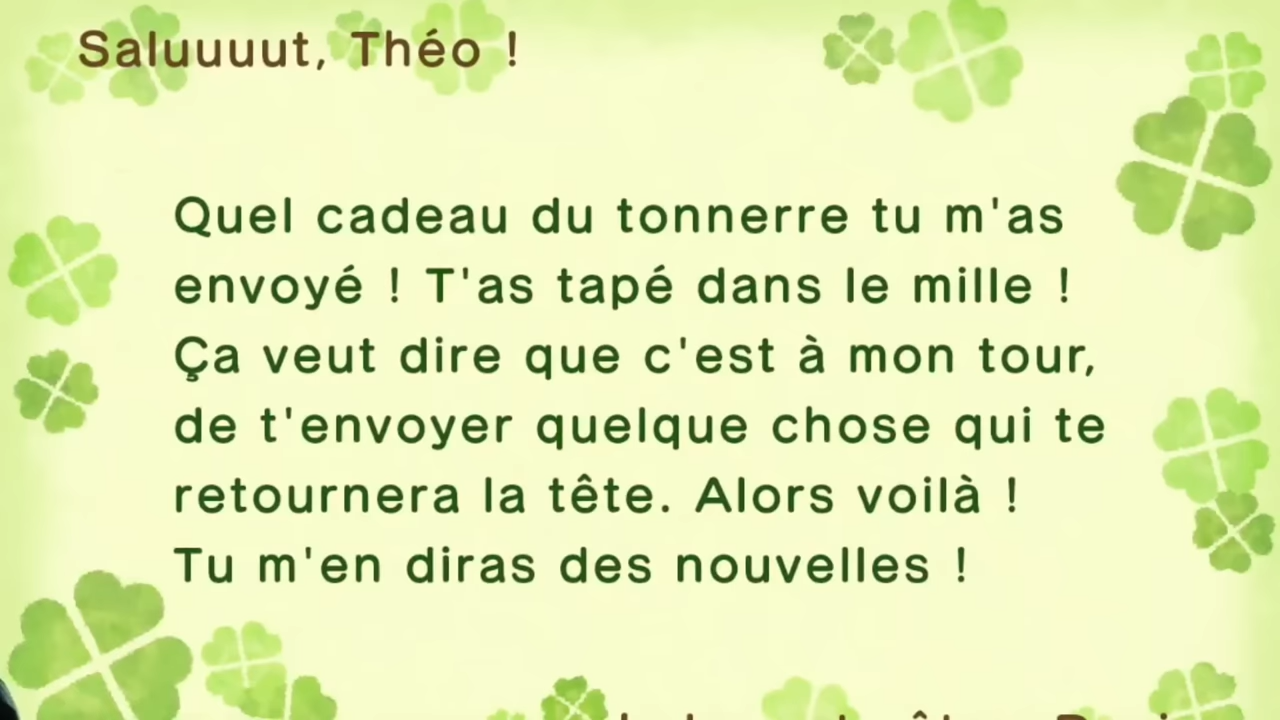 Saluuuut, Théo !
Quel cadeau du tonnerre tu m'as
envoyé ! T'as tapé dans le mille !
Ça veut dire que c'est à mon tour,
de t'envoyer quelque chose qui te
retournera la tête. Alors voilà !
Tu m'en diras des nouvelles !